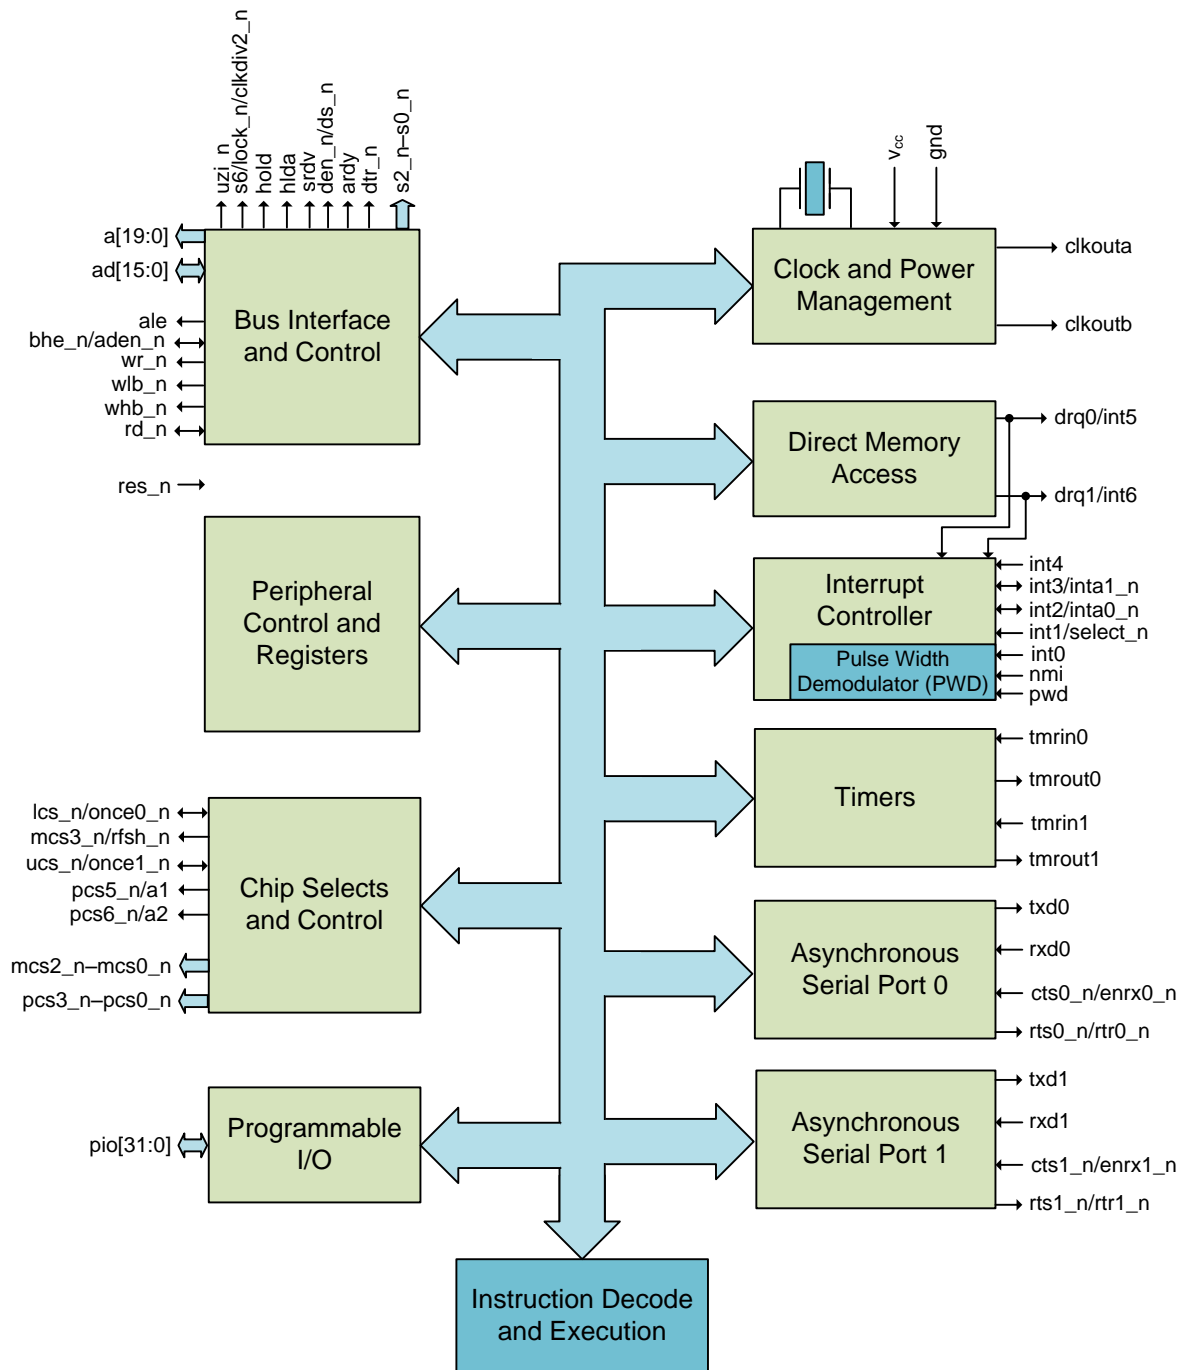 uzi_n
s6/lock_n/clkdiv2_n
hold
hlda
srdv
den_n/ds_n
ardy
dtr_n
s2_n–s0_n
a[19:0]
ad[15:0]
ale
bhe_n/aden_n
wr_n
wlb_n
whb_n
rd_n
res_n
Bus Interface
and Control
Vcc
gnd
Clock and Power
Management
clkouta
clkoutb
Direct Memory
Access
drq0/int5
drq1/int6
Peripheral
Control and
Registers
Interrupt
Controller
Pulse Width
Demodulator (PWD)
int4
int3/inta1_n
int2/inta0_n
int1/select_n
int0
nmi
pwd
Timers
tmrin0
tmrout0
tmrin1
tmrout1
lcs_n/once0_n
mcs3_n/rfsh_n
ucs_n/once1_n
pcs5_n/a1
pcs6_n/a2
mcs2_n–mcs0_n
pcs3_n–pcs0_n
Chip Selects
and Control
Asynchronous
Serial Port 0
txd0
rxd0
cts0_n/enrx0_n
rts0_n/rtr0_n
pio[31:0]
Programmable
I/O
Asynchronous
Serial Port 1
txd1
rxd1
cts1_n/enrx1_n
rts1_n/rtr1_n
Instruction Decode
and Execution